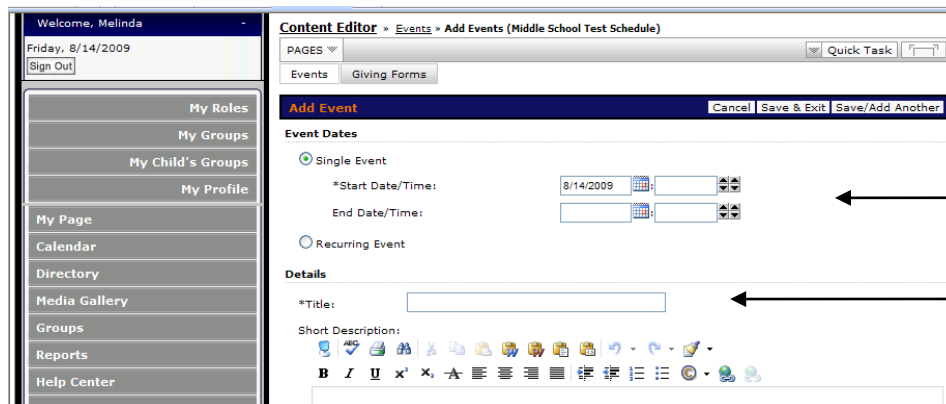 Welcome, Melinda -
Friday, 8/14/2009
Sign Out
My Roles
My Groups
My Child's Groups
My Profile
My Page
Calendar
Directory
Media Gallery
Groups
Reports
Help Center
Content Editor » Events » Add Events (Middle School Test Schedule)
PAGES
Quick Task
Events Giving Forms
Add Event Cancel Save & Exit Save/Add Another
Event Dates
Single Event
*Start Date/Time: 8/14/2009 :
End Date/Time: :
Recurring Event
Details
*Title:
Short Description:
ABC
B I U x² x₂ A